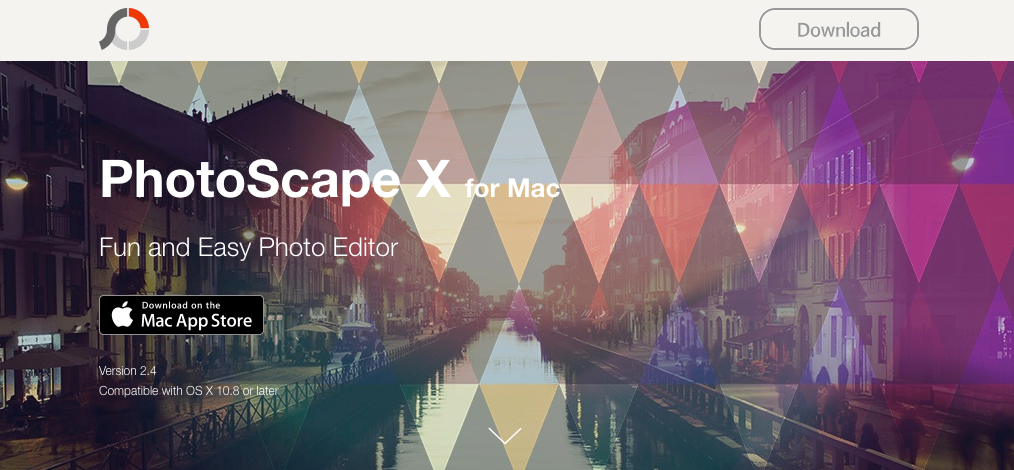 Download
PhotoScape X for Mac
Fun and Easy Photo Editor
Download on the
Mac App Store
Version 2.4
Compatible with OS X 10.8 or later